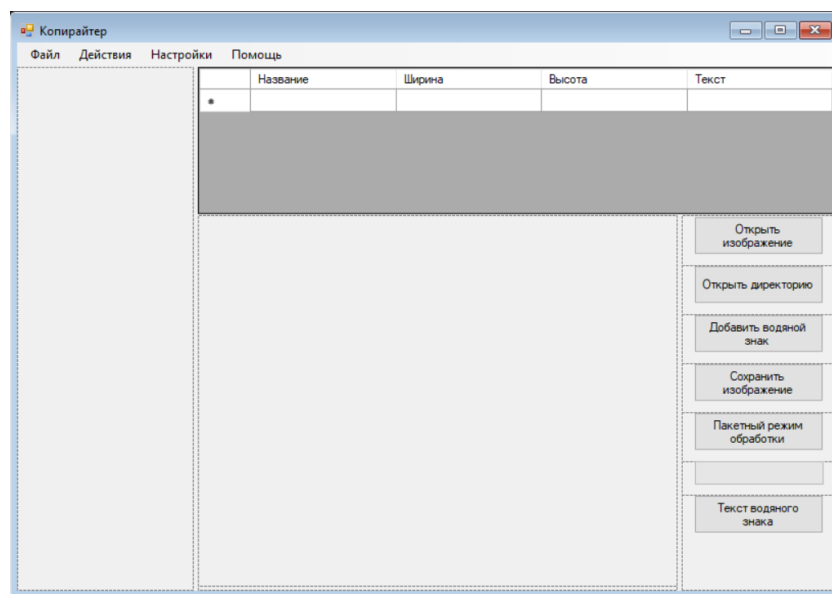 Копирайтер
Файл Действия Настройки Помощь
Название Ширина Высота Текст
Открыть
изображение
Открыть директорию
Добавить водяной
знак
Сохранить
изображение
Пакетный режим
обработки
Текст водяного
знака